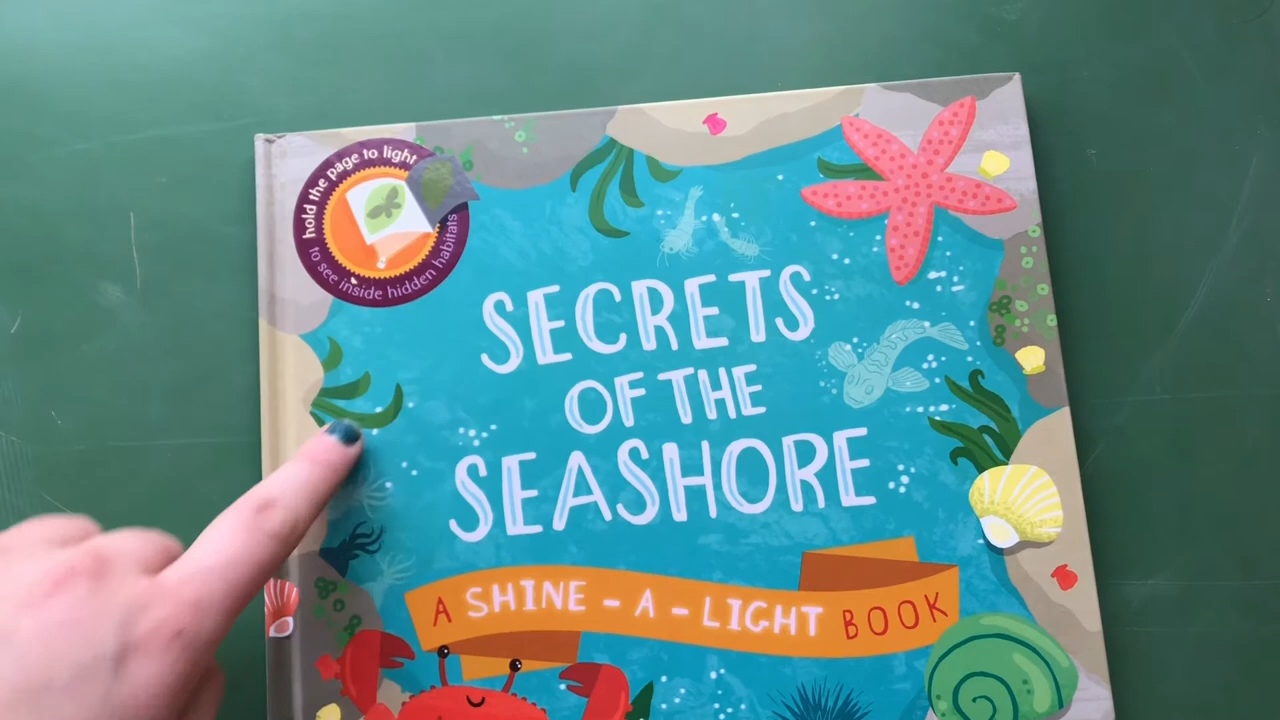 hold the page to light
to see inside hidden habitats
SECRETS
OF THE
SEASHORE
A SHINE-A-LIGHT BOOK